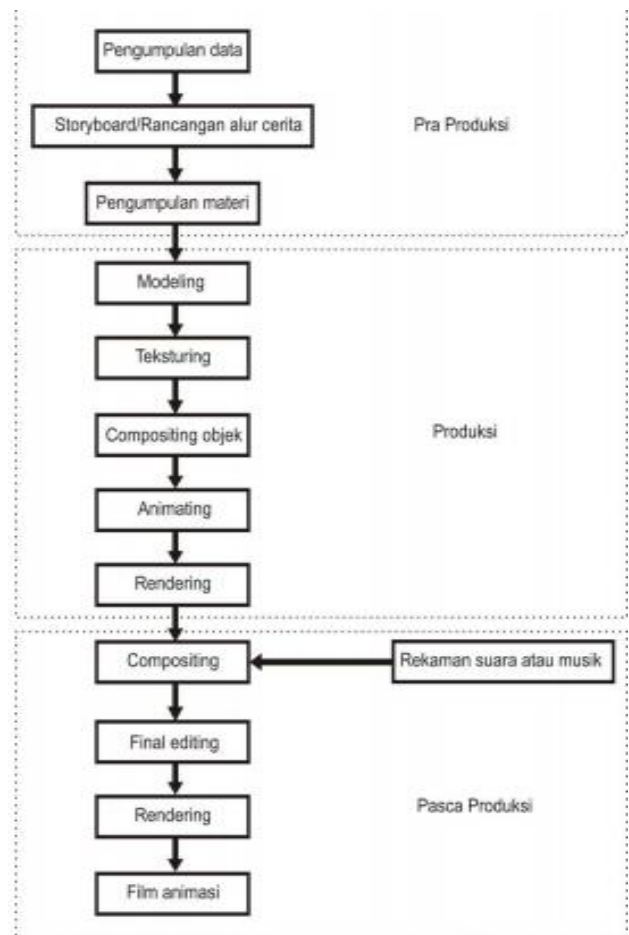 Pengumpulan data
Storyboard/Rancangan alur cerita
Pra Produksi
Pengumpulan materi
Modeling
Teksturing
Compositing objek
Produksi
Animating
Rendering
Compositing
Rekaman suara atau musik
Final editing
Rendering
Pasca Produksi
Film animasi